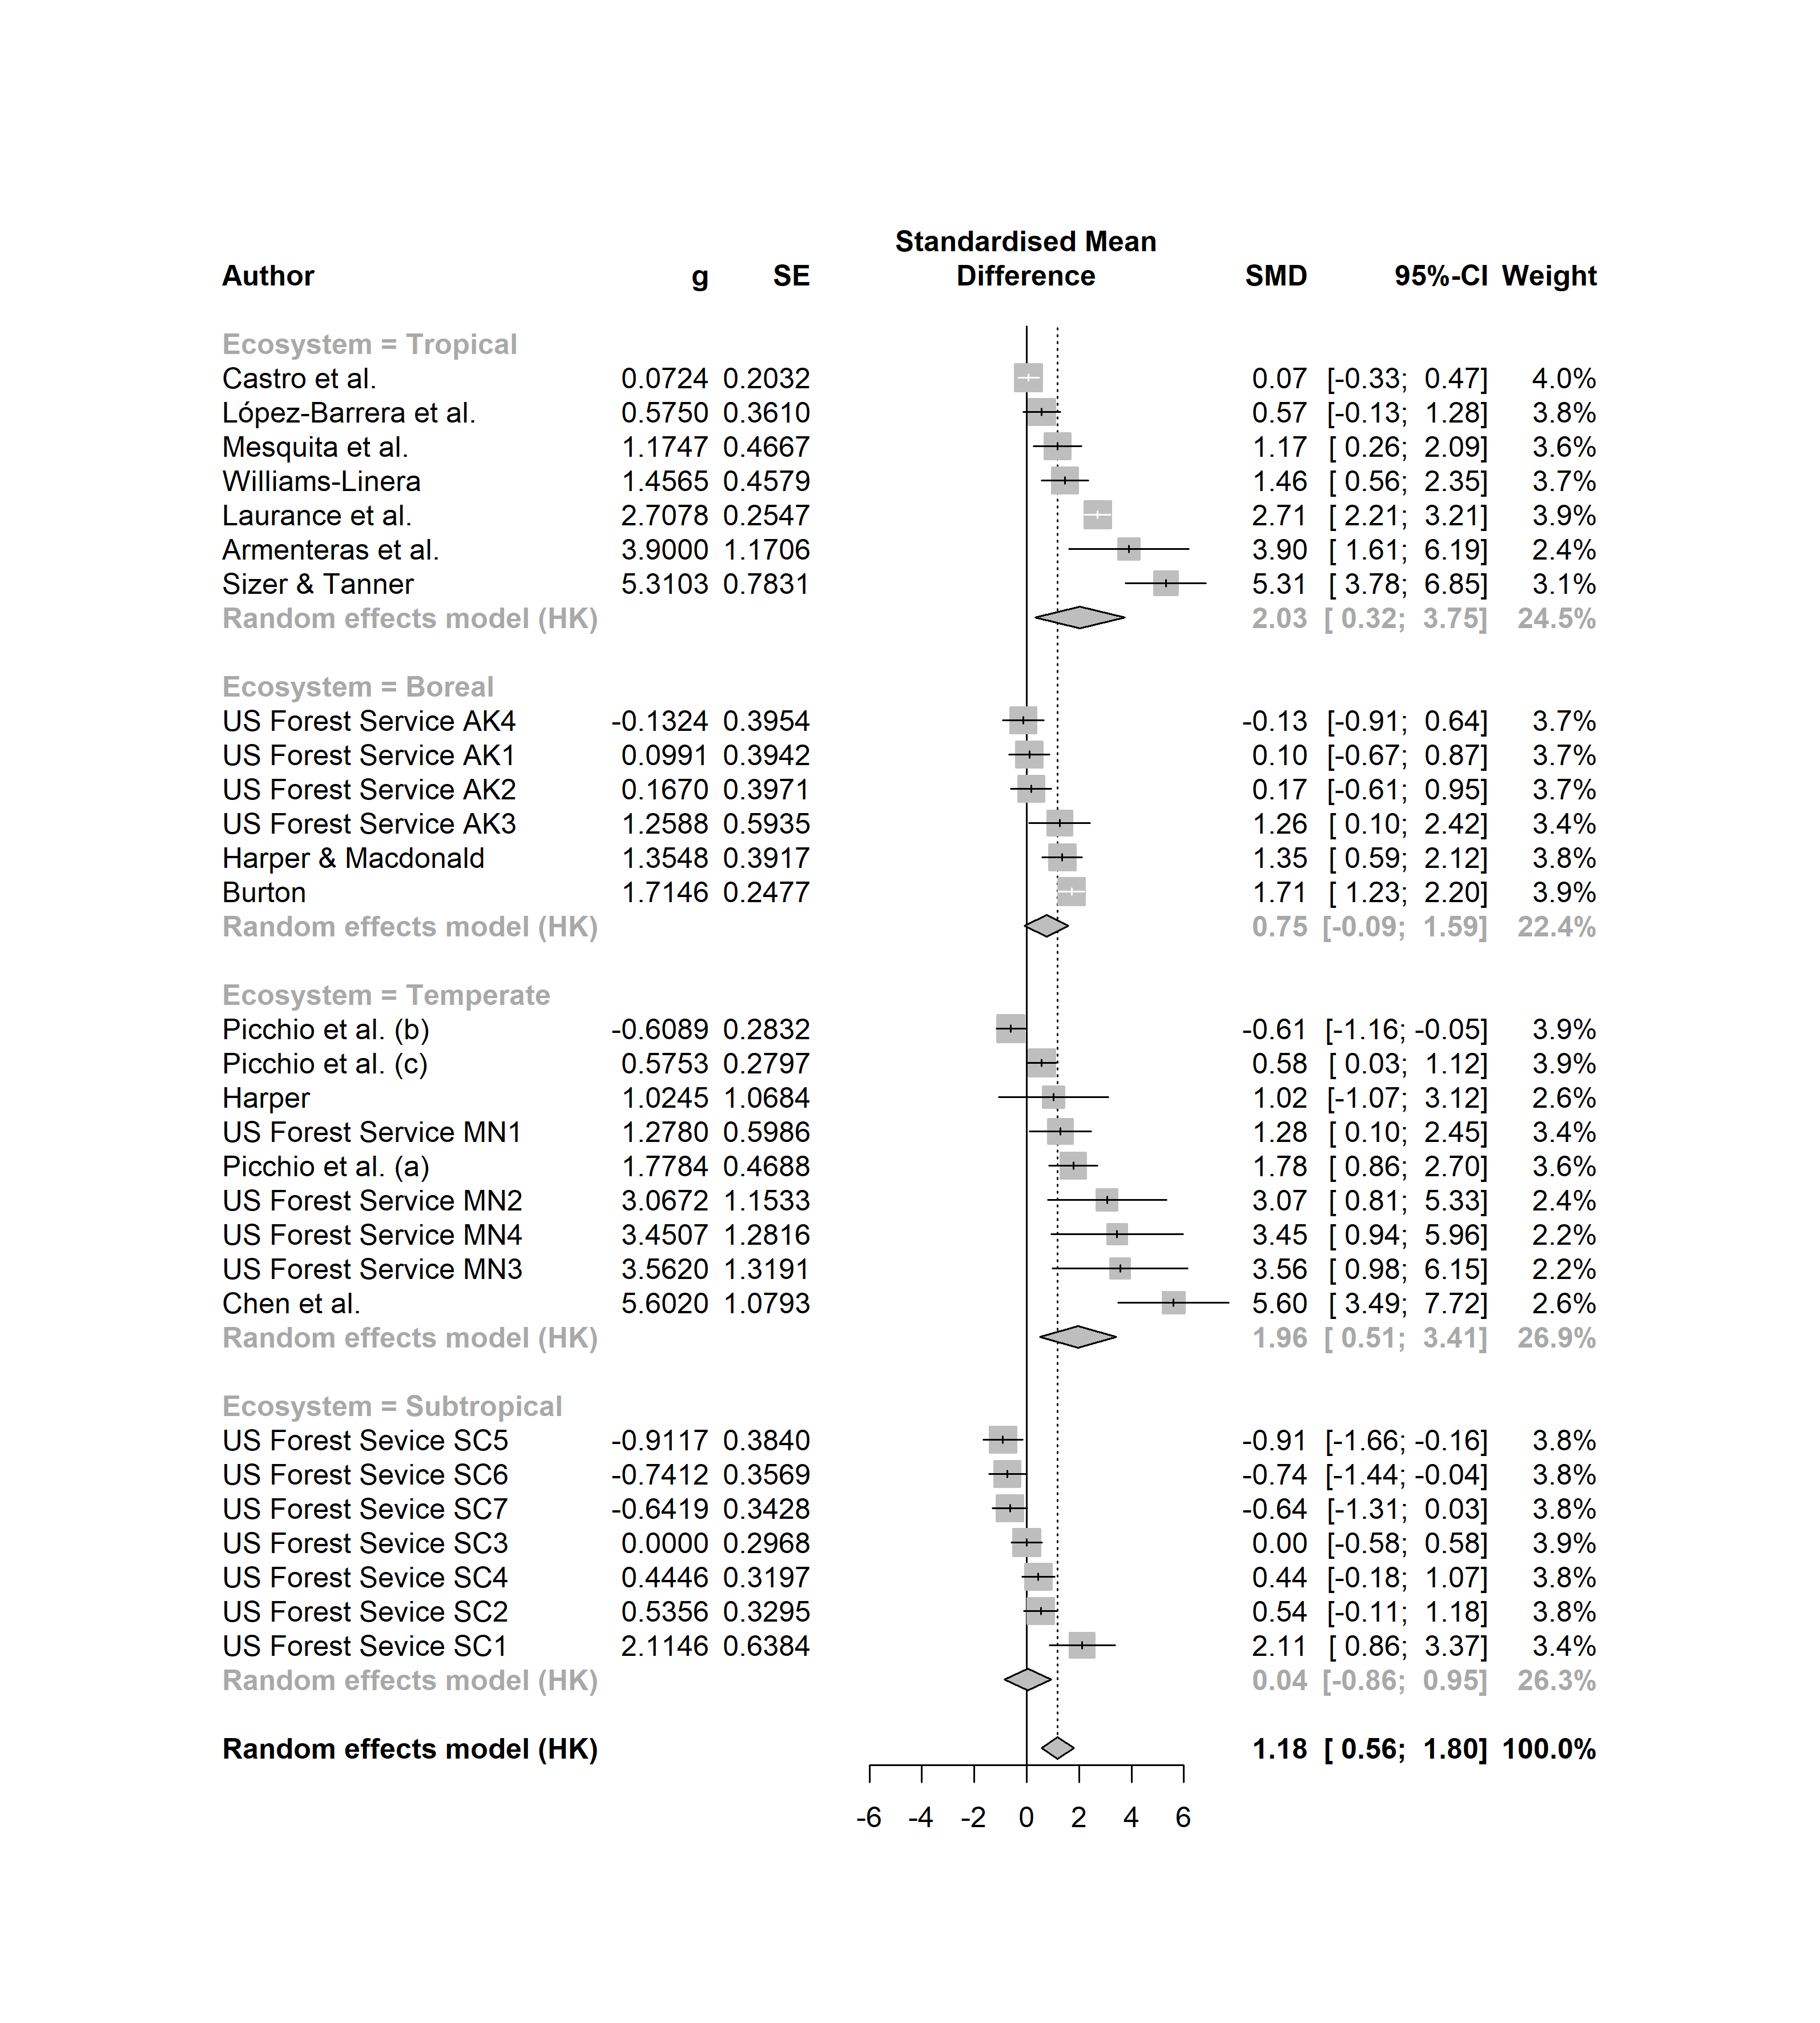 Standardised Mean
Author g SE Difference SMD 95%-CI Weight
Ecosystem = Tropical
Castro et al. 0.0724 0.2032 0.07 [-0.33; 0.47] 4.0%
López-Barrera et al. 0.5750 0.3610 0.57 [-0.13; 1.28] 3.8%
Mesquita et al. 1.1747 0.4667 1.17 [ 0.26; 2.09] 3.6%
Williams-Linera 1.4565 0.4579 1.46 [ 0.56; 2.35] 3.7%
Laurance et al. 2.7078 0.2547 2.71 [ 2.21; 3.21] 3.9%
Armenteras et al. 3.9000 1.1706 3.90 [ 1.61; 6.19] 2.4%
Sizer & Tanner 5.3103 0.7831 5.31 [ 3.78; 6.85] 3.1%
Random effects model (HK) 2.03 [ 0.32; 3.75] 24.5%
Ecosystem = Boreal
US Forest Service AK4 -0.1324 0.3954 -0.13 [-0.91; 0.64] 3.7%
US Forest Service AK1 0.0991 0.3942 0.10 [-0.67; 0.87] 3.7%
US Forest Service AK2 0.1670 0.3971 0.17 [-0.61; 0.95] 3.7%
US Forest Service AK3 1.2588 0.5935 1.26 [ 0.10; 2.42] 3.4%
Harper & Macdonald 1.3548 0.3917 1.35 [ 0.59; 2.12] 3.8%
Burton 1.7146 0.2477 1.71 [ 1.23; 2.20] 3.9%
Random effects model (HK) 0.75 [-0.09; 1.59] 22.4%
Ecosystem = Temperate
Picchio et al. (b) -0.6089 0.2832 -0.61 [-1.16; -0.05] 3.9%
Picchio et al. (c) 0.5753 0.2797 0.58 [ 0.03; 1.12] 3.9%
Harper 1.0245 1.0684 1.02 [-1.07; 3.12] 2.6%
US Forest Service MN1 1.2780 0.5986 1.28 [ 0.10; 2.45] 3.4%
Picchio et al. (a) 1.7784 0.4688 1.78 [ 0.86; 2.70] 3.6%
US Forest Service MN2 3.0672 1.1533 3.07 [ 0.81; 5.33] 2.4%
US Forest Service MN4 3.4507 1.2816 3.45 [ 0.94; 5.96] 2.2%
US Forest Service MN3 3.5620 1.3191 3.56 [ 0.98; 6.15] 2.2%
Chen et al. 5.6020 1.0793 5.60 [ 3.49; 7.72] 2.6%
Random effects model (HK) 1.96 [ 0.51; 3.41] 26.9%
Ecosystem = Subtropical
US Forest Sevice SC5 -0.9117 0.3840 -0.91 [-1.66; -0.16] 3.8%
US Forest Sevice SC6 -0.7412 0.3569 -0.74 [-1.44; -0.04] 3.8%
US Forest Sevice SC7 -0.6419 0.3428 -0.64 [-1.31; 0.03] 3.8%
US Forest Sevice SC3 0.0000 0.2968 0.00 [-0.58; 0.58] 3.9%
US Forest Sevice SC4 0.4446 0.3197 0.44 [-0.18; 1.07] 3.8%
US Forest Sevice SC2 0.5356 0.3295 0.54 [-0.11; 1.18] 3.8%
US Forest Sevice SC1 2.1146 0.6384 2.11 [ 0.86; 3.37] 3.4%
Random effects model (HK) 0.04 [-0.86; 0.95] 26.3%
Random effects model (HK) 1.18 [ 0.56; 1.80] 100.0%
-6 -4 -2 0 2 4 6